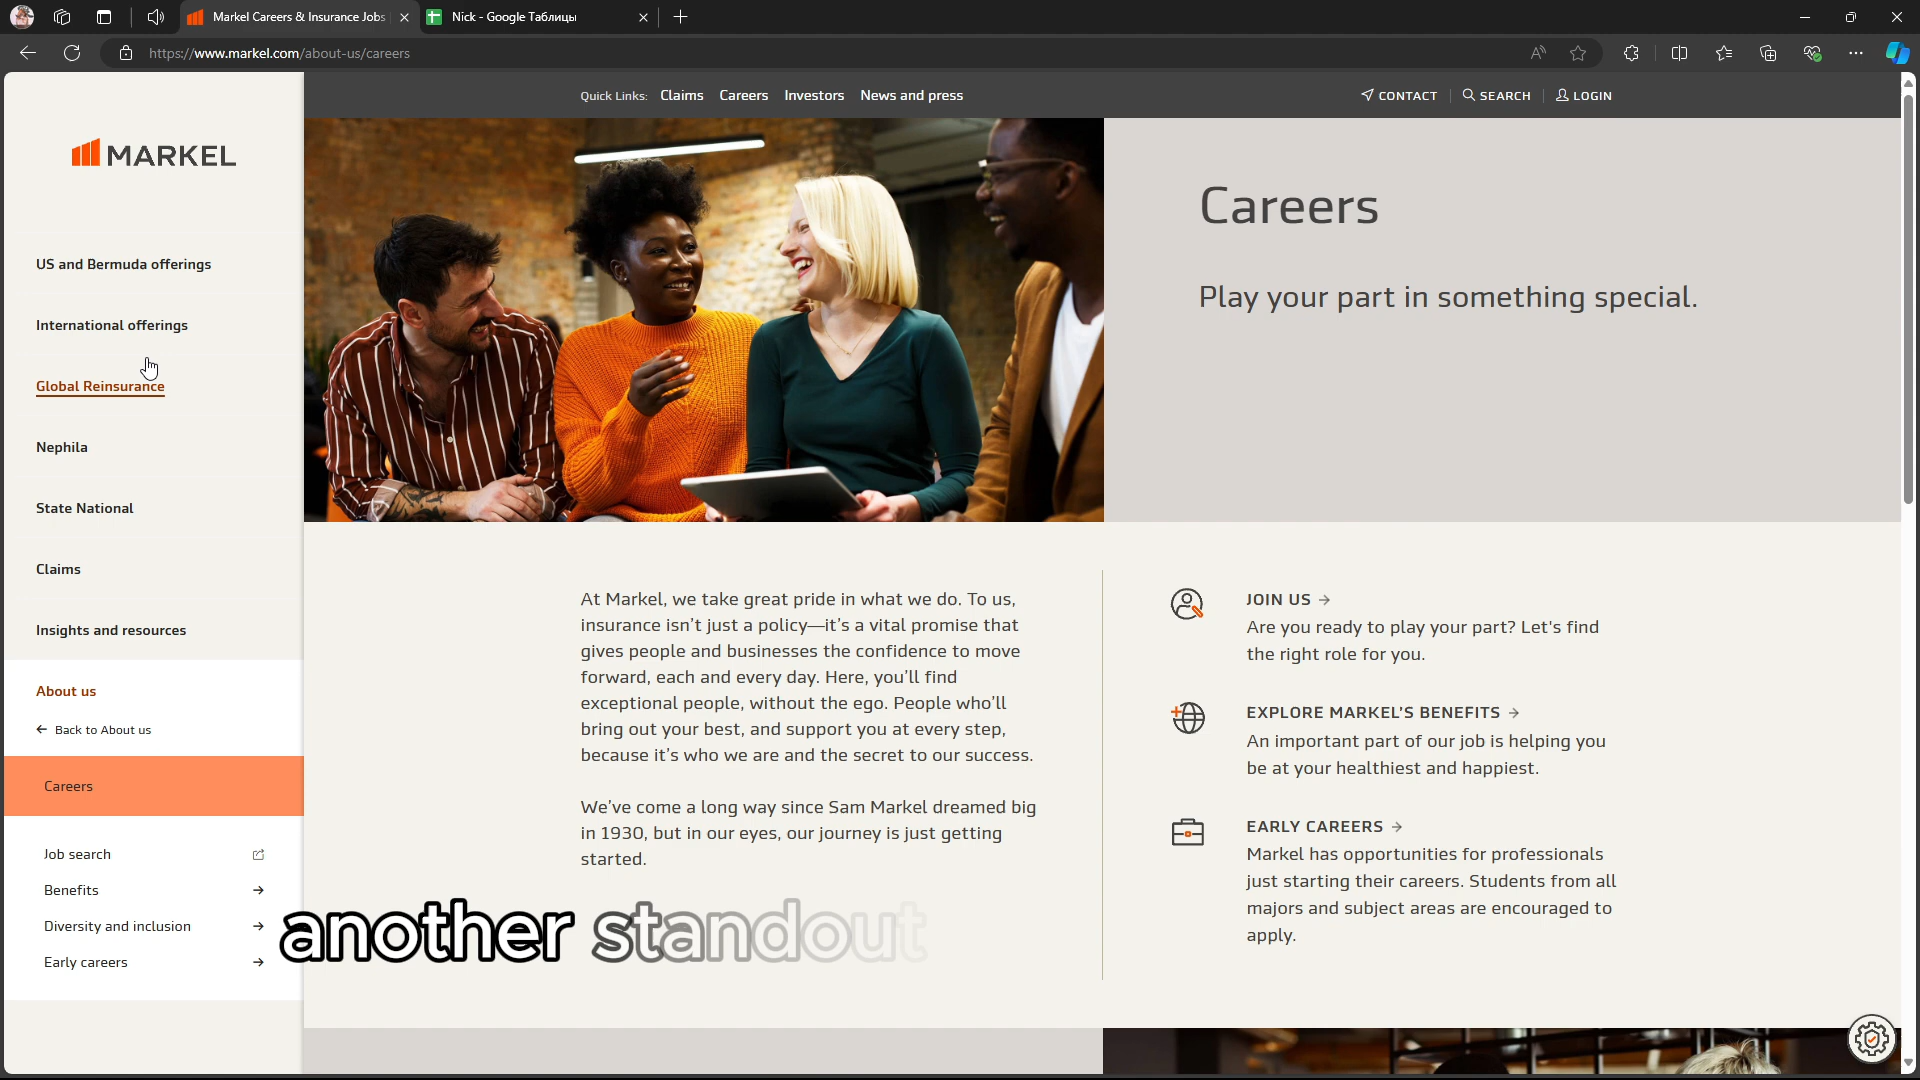 Markel Careers & Insurance Jobs
Nick - Google Таблицы
https://www.markel.com/about-us/careers
Quick Links: Claims Careers Investors News and press
CONTACT SEARCH LOGIN
MARKEL
US and Bermuda offerings
International offerings
Global Reinsurance
Nephila
State National
Claims
Insights and resources
About us
Back to About us
Careers
Job search
Benefits
Diversity and inclusion
Early careers
Careers
Play your part in something special.
At Markel, we take great pride in what we do. To us,
insurance isn't just a policy—it's a vital promise that
gives people and businesses the confidence to move
forward, each and every day. Here, you'll find
exceptional people, without the ego. People who'll
bring out your best, and support you at every step,
because it's who we are and the secret to our success.
We've come a long way since Sam Markel dreamed big
in 1930, but in our eyes, our journey is just getting
started.
JOIN US
Are you ready to play your part? Let's find
the right role for you.
EXPLORE MARKEL'S BENEFITS
An important part of our job is helping you
be at your healthiest and happiest.
EARLY CAREERS
Markel has opportunities for professionals
just starting their careers. Students from all
majors and subject areas are encouraged to
apply.
another standout